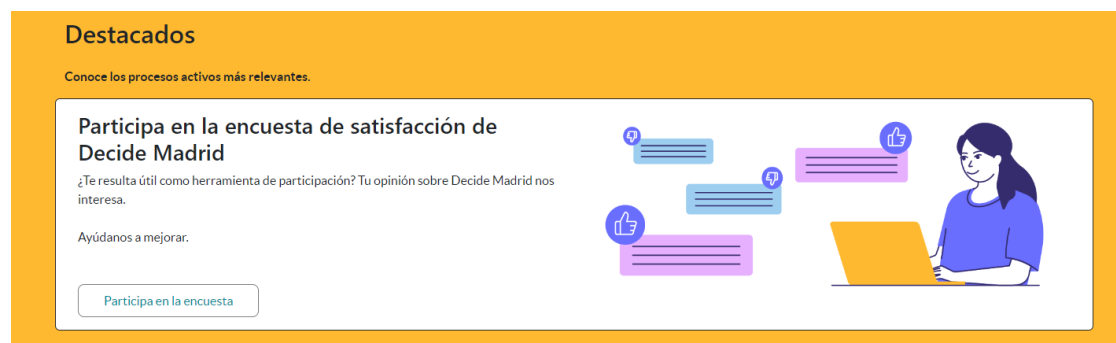 Destacados
Conoce los procesos activos más relevantes.
Participa en la encuesta de satisfacción de
Decide Madrid
¿Te resulta útil como herramienta de participación? Tu opinión sobre Decide Madrid nos
interesa.
Ayúdanos a mejorar.
Participa en la encuesta